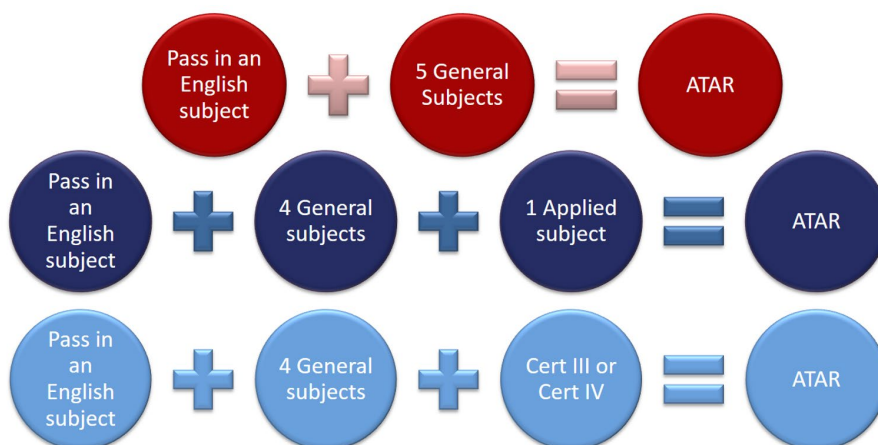 Pass in an
English
subject
5 General
Subjects
ATAR
Pass in
an
English
subject
4 General
subjects
1 Applied
subject
ATAR
Pass in
an
English
subject
4 General
subjects
Cert III or
Cert IV
ATAR